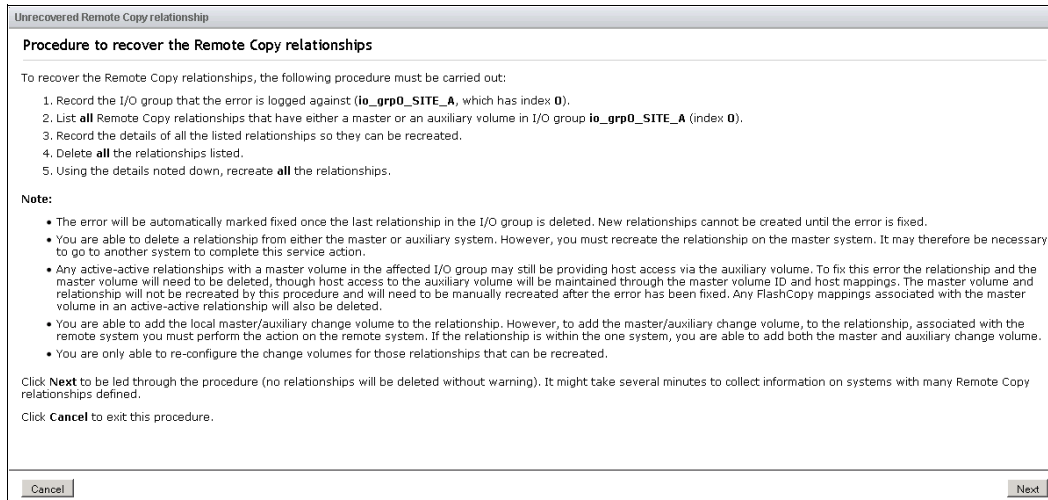 Unrecovered Remote Copy relationship
Procedure to recover the Remote Copy relationships
To recover the Remote Copy relationships, the following procedure must be carried out:
1. Record the I/O group that the error is logged against (io_grp0_SITE_A, which has index 0).
2. List all Remote Copy relationships that have either a master or an auxiliary volume in I/O group io_grp0_SITE_A (index 0).
3. Record the details of all the listed relationships so they can be recreated.
4. Delete all the relationships listed.
5. Using the details noted down, recreate all the relationships.
Note:
• The error will be automatically marked fixed once the last relationship in the I/O group is deleted. New relationships cannot be created until the error is fixed.
• You are able to delete a relationship from either the master or auxiliary system. However, you must recreate the relationship on the master system. It may therefore be necessary
to go to another system to complete this service action.
• Any active-active relationships with a master volume in the affected I/O group may still be providing host access via the auxiliary volume. To fix this error the relationship and the
master volume will need to be deleted, though host access to the auxiliary volume will be maintained through the master volume ID and host mappings. The master volume and
relationship will not be recreated by this procedure and will need to be manually recreated after the error has been fixed. Any FlashCopy mappings associated with the master
volume in an active-active relationship will also be deleted.
• You are able to add the local master/auxiliary change volume to the relationship. However, to add the master/auxiliary change volume, to the relationship, associated with the
remote system you must perform the action on the remote system. If the relationship is within the one system, you are able to add both the master and auxiliary change volume.
• You are only able to re-configure the change volumes for those relationships that can be recreated.
Click Next to be led through the procedure (no relationships will be deleted without warning). It might take several minutes to collect information on systems with many Remote Copy
relationships defined.
Click Cancel to exit this procedure.
Cancel
Next